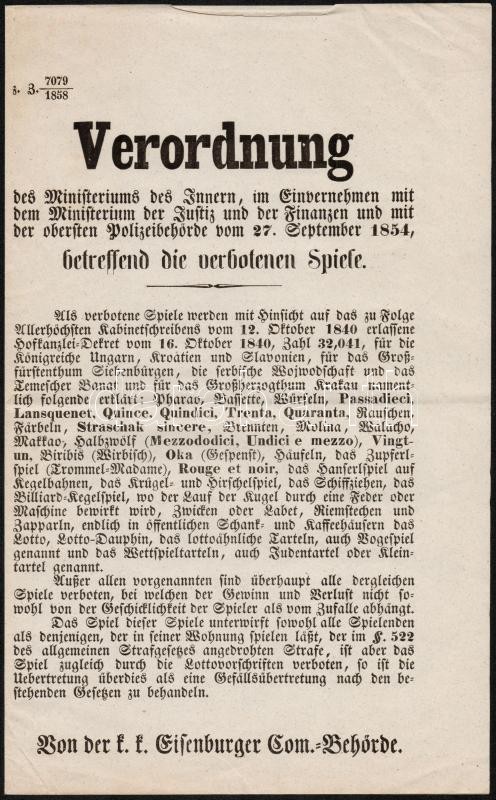 z. Z. 7079
1858
Verordnung
des Ministeriums des Innern, im Einvernehmen mit
dem Ministerium der Justiz und der Finanzen und mit
der obersten Polizeibehörde vom 27. September 1854,
betreffend die verbotenen Spiele.
Als verbotene Spiele werden mit Hinsicht auf das zu Folge
Allerhöchsten Kabinetschreibens vom 12. Oktober 1840 erlassene
Hofkanzlei-Dekret vom 16. Oktober 1840, Zahl 32,041, für die
Königreiche Ungarn, Kroatien und Slavonien, für das Groß-
fürstenthum Siebenbürgen, die serbische Wojwodschaft und das
Temescher Banat und für das Großherzogthum Krakau nament-
lich folgende erklärt: Pharao, Bassette, Würfeln, Passadieci,
Lansquenet, Quince, Quindici, Trenta, Quaranta, Rauschen
Färbeln, Straschak sincere, Brennten, Molina, Walacho,
Makkao, Halbzwölf (Mezzododici, Undici e mezzo), Vingt-
un, Biribis (Wirbisch), Oka (Gespenst), Häufeln, das Zupferl-
spiel (Trommel-Madame), Rouge et noir, das Hanserlspiel auf
Kegelbahnen, das Krügel- und Hirschelspiel, das Schiffziehen, das
Billiard-Kegelspiel, wo der Lauf der Kugel durch eine Feder oder
Maschine bewirkt wird, Zwicken oder Labet, Riemstechen und
Zapparln, endlich in öffentlichen Schank- und Kaffeehäusern das
Lotto, Lotto-Dauphin, das lottoähnliche Tarteln, auch Vogespiel
genannt und das Wettspieltarteln, auch Judentartel oder Klein-
tartel genannt.
Außer allen vorgenannten sind überhaupt alle dergleichen
Spiele verboten, bei welchen der Gewinn und Verlust nicht so-
wohl von der Geschicklichkeit der Spieler als vom Zufalle abhängt.
Das Spiel dieser Spiele unterwirft sowohl alle Spielenden
als denjenigen, der in seiner Wohnung spielen läßt, der im §. 522
des allgemeinen Strafgesetzes angedrohten Strafe, ist aber das
Spiel zugleich durch die Lottovorschriften verboten, so ist die
Uebertretung überdies als eine Gefällsübertretung nach den be-
stehenden Gesetzen zu behandeln.
Von der k. k. Eisenburger Com.-Behörde.